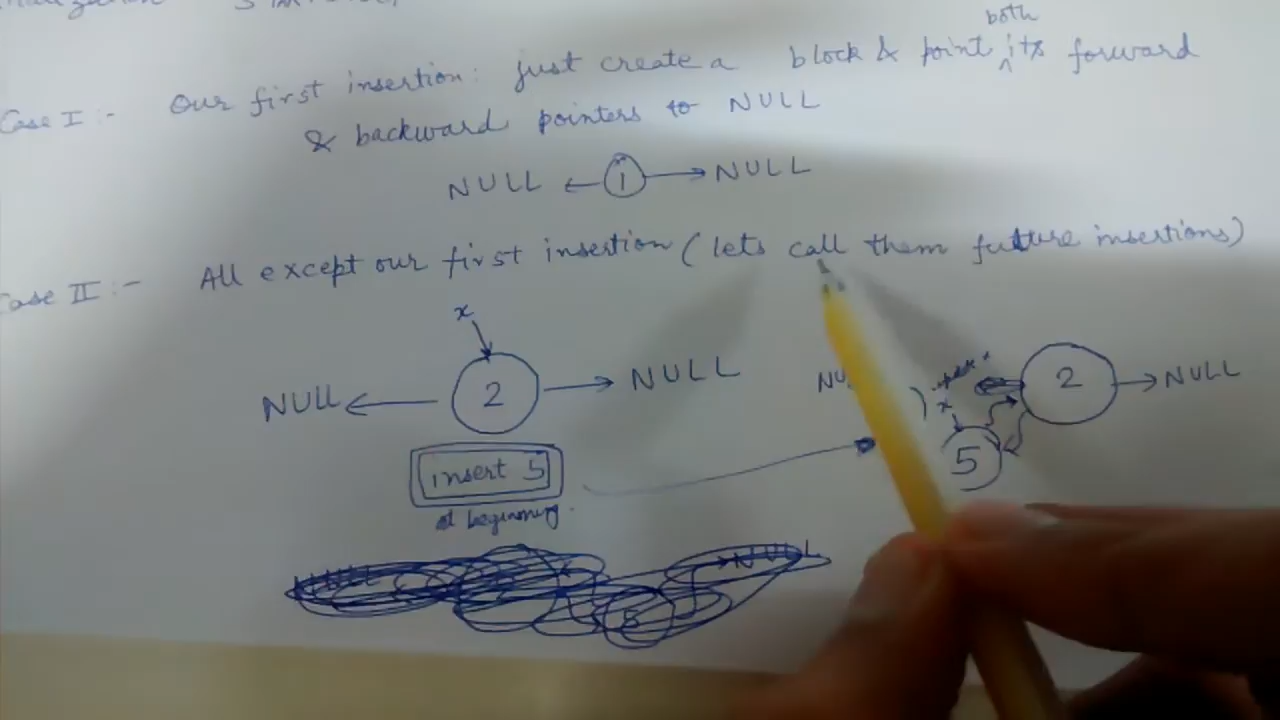 Case I :- Our first insertion: just create a block & point both its forward
& backward pointers to NULL
NULL 1 NULL
Case II :- All except our first insertion (lets call them future insertions)
x
NULL 2 NULL
x 2 NULL
5
insert 5
at beginning.
NULL
5